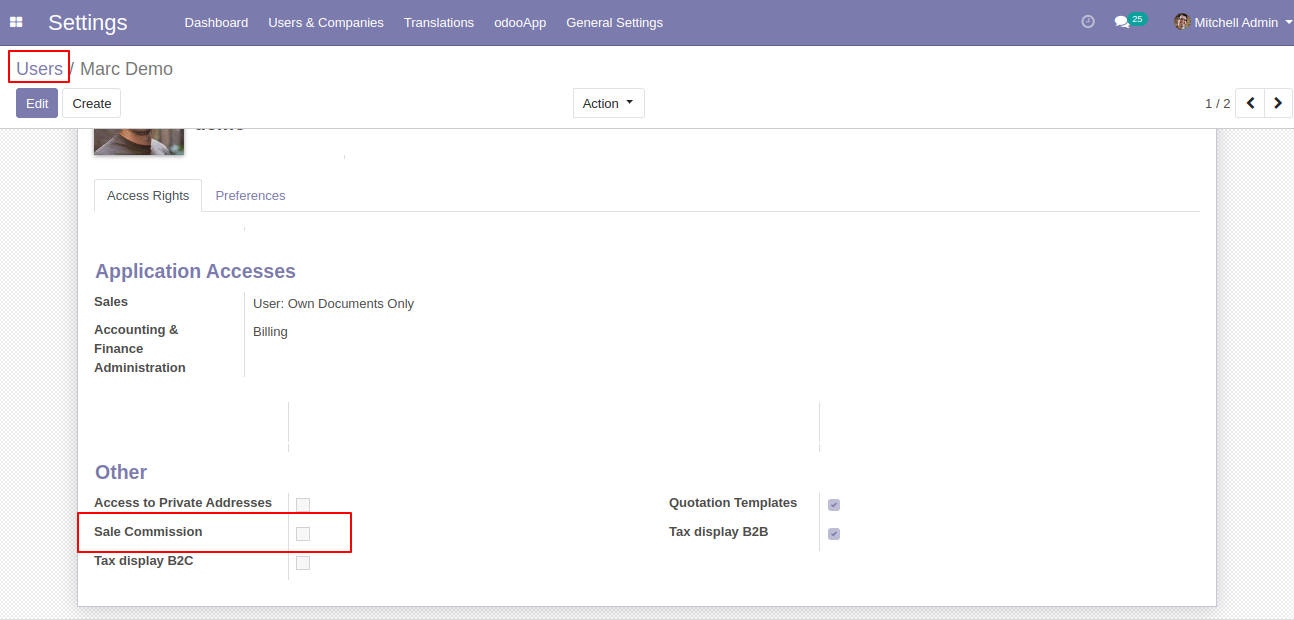 Settings Dashboard Users & Companies Translations odooApp General Settings 25 Mitchell Admin
Users / Marc Demo
Edit Create Action 1 / 2
Access Rights Preferences
Application Accesses
Sales User: Own Documents Only
Accounting & Billing
Finance
Administration
Other
Access to Private Addresses Quotation Templates
Sale Commission Tax display B2B
Tax display B2C